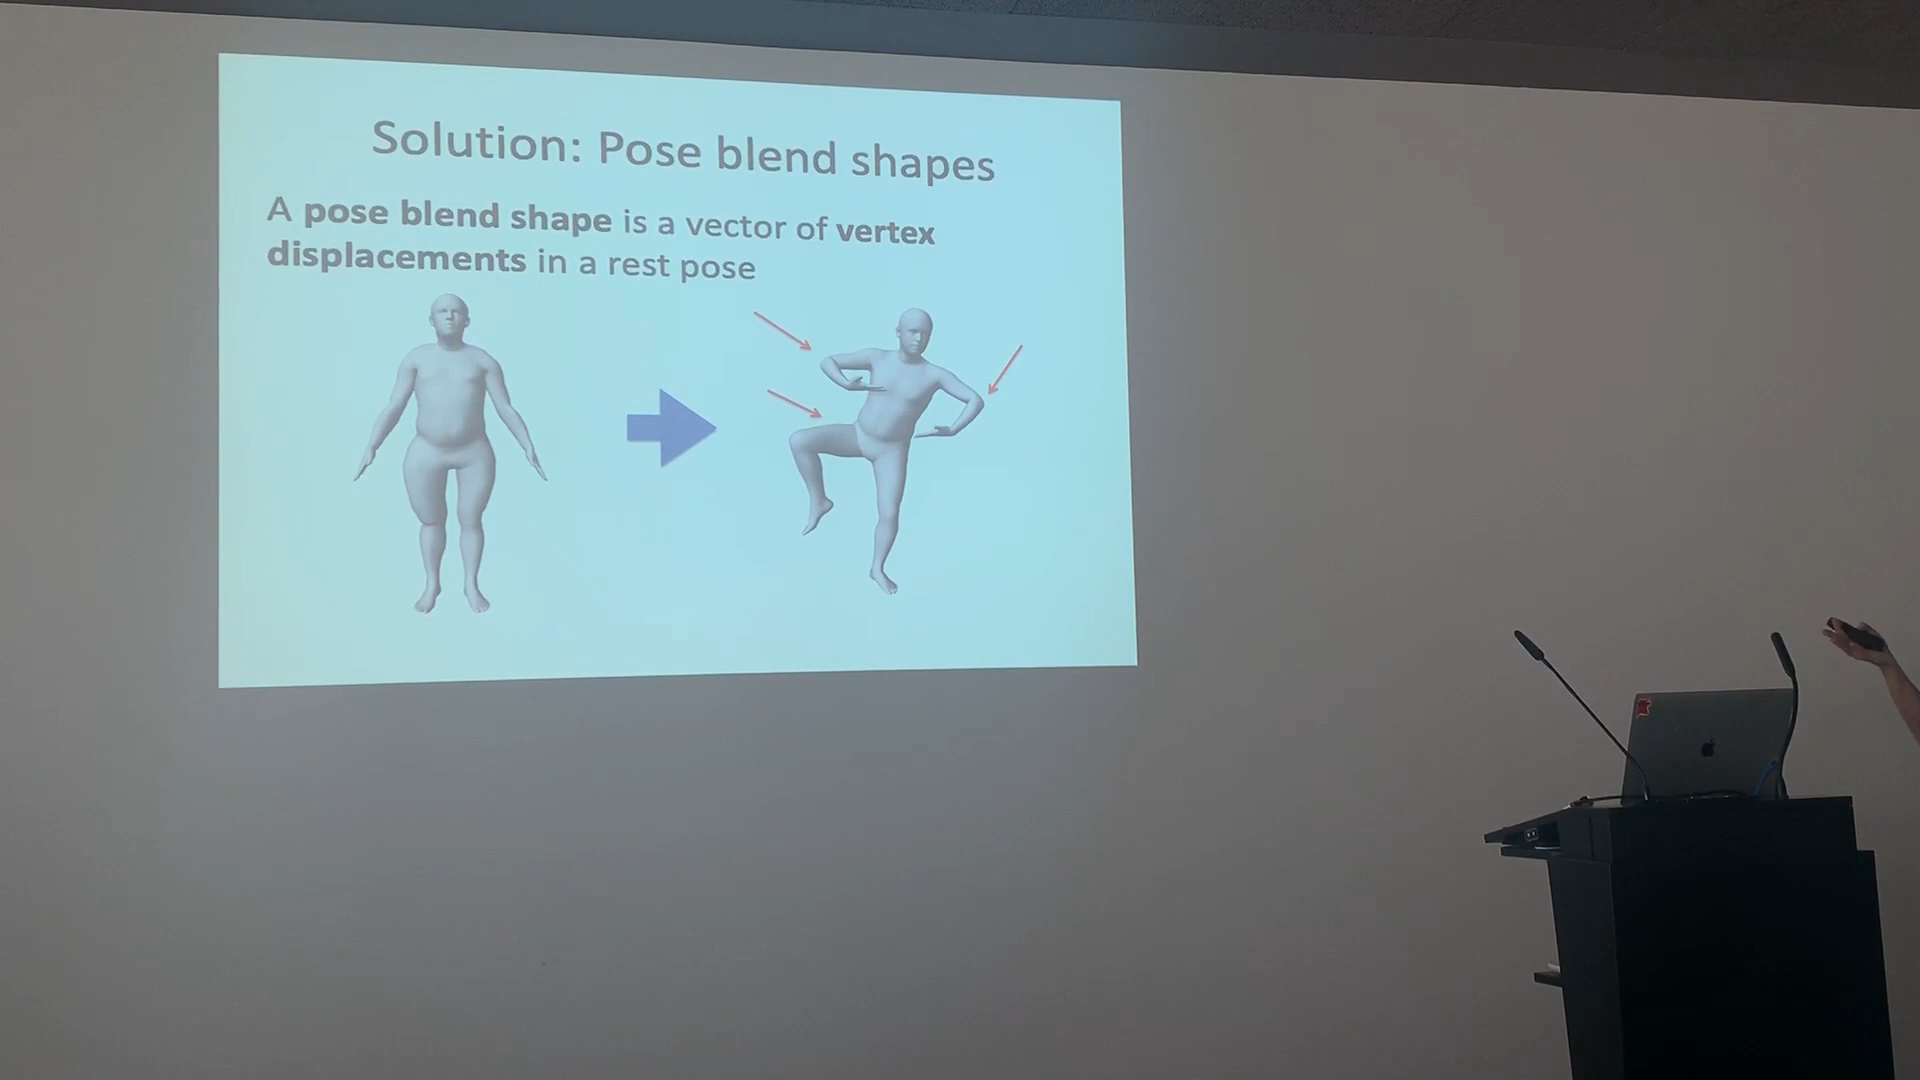 Solution: Pose blend shapes
A pose blend shape is a vector of vertex
displacements in a rest pose